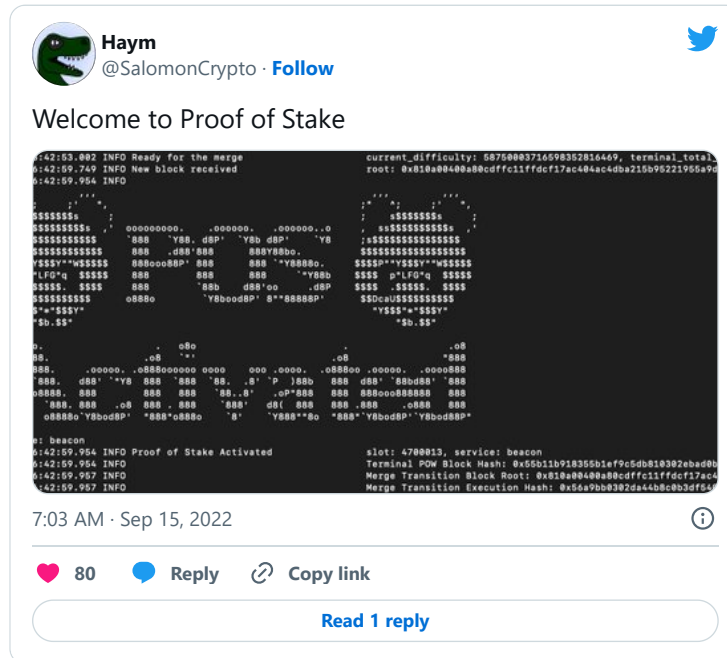 Haym
@SalomonCrypto · Follow
Welcome to Proof of Stake
6:42:53.002 INFO Ready for the merge current_difficulty: 58750003716598352816469, terminal_total_
6:42:59.749 INFO New block received root: 0x810a00400a80cdffc11ffdcf17ac404ac4dba215b95221955a9d
6:42:59.954 INFO
POS
Activated
e: beacon
6:42:59.954 INFO Proof of Stake Activated slot: 4700013, service: beacon
6:42:59.954 INFO Terminal POW Block Hash: 0x55b11b918355b1ef9c5db810302ebad0b
6:42:59.957 INFO Merge Transition Block Root: 0x810a00400a80cdffc11ffdcf17ac4
6:42:59.957 INFO Merge Transition Execution Hash: 0x56a9bb0302da44b8c0b3df54
7:03 AM · Sep 15, 2022
80 Reply Copy link
Read 1 reply